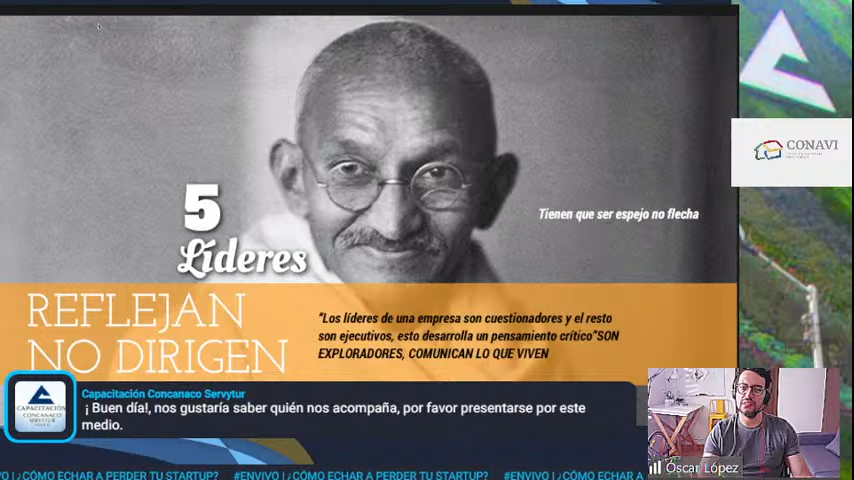 CONAVI
Tienen que ser espejo no flecha
5
Líderes
REFLEJAN
NO DIRIGEN
“Los líderes de una empresa son cuestionadores y el resto
son ejecutivos, esto desarrolla un pensamiento crítico”SON
EXPLORADORES, COMUNICAN LO QUE VIVEN
CAPACITACIÓN
CONCANACO
SERVYTUR
Capacitación Concanaco Servytur
¡ Buen día!, nos gustaría saber quién nos acompaña, por favor presentarse por este
medio.
Óscar López
VO | ¿CÓMO ECHAR A PERDER TU STARTUP? #ENVIVO | ¿CÓMO ECHAR A PERDER TU STARTUP? #ENVIVO | ¿CÓMO ECHAR A